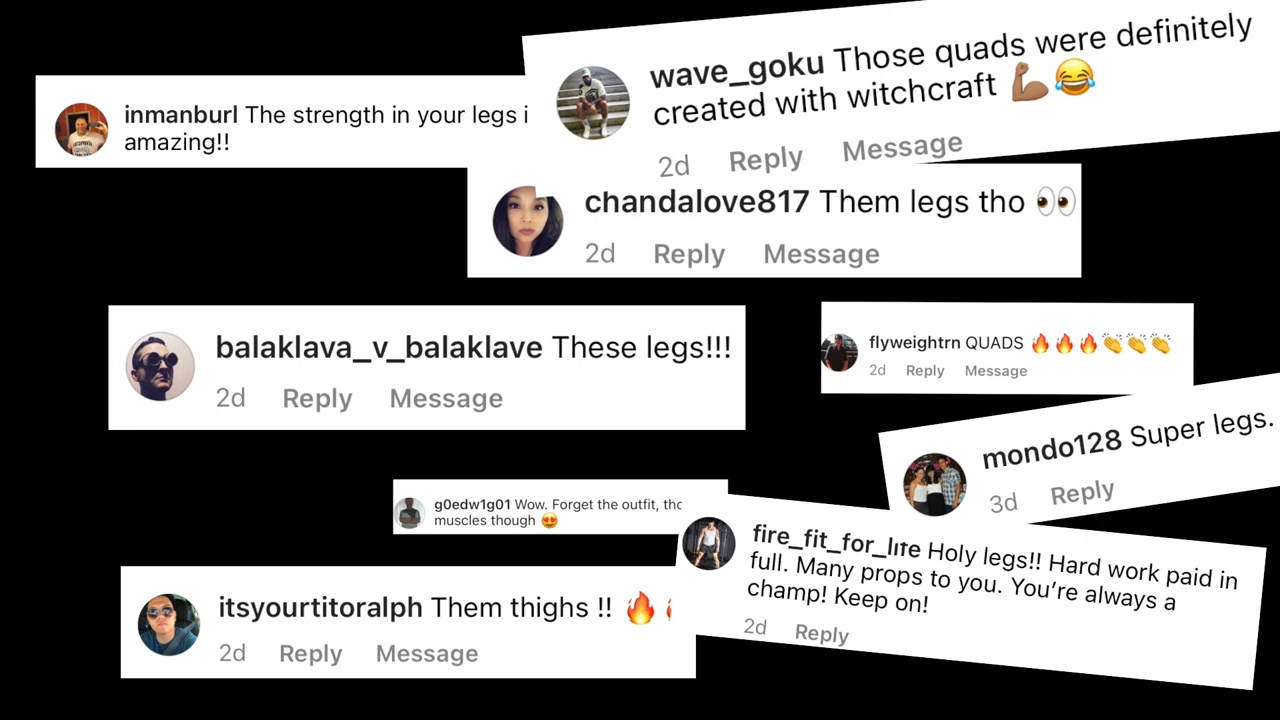 inmanburl The strength in your legs i
amazing!!
wave_goku Those quads were definitely
created with witchcraft 💪🏽😂
2d Reply Message
chandalove817 Them legs tho 👀
2d Reply Message
balaklava_v_balaklave These legs!!!
2d Reply Message
flyweightrn QUADS 🔥🔥🔥👏👏👏
2d Reply Message
mondo128 Super legs.
3d Reply
g0edw1g01 Wow. Forget the outfit, tho
muscles though 😍
fire_fit_for_life Holy legs!! Hard work paid in
full. Many props to you. You're always a
champ! Keep on!
2d Reply
itsyourtitoralph Them thighs !! 🔥
2d Reply Message